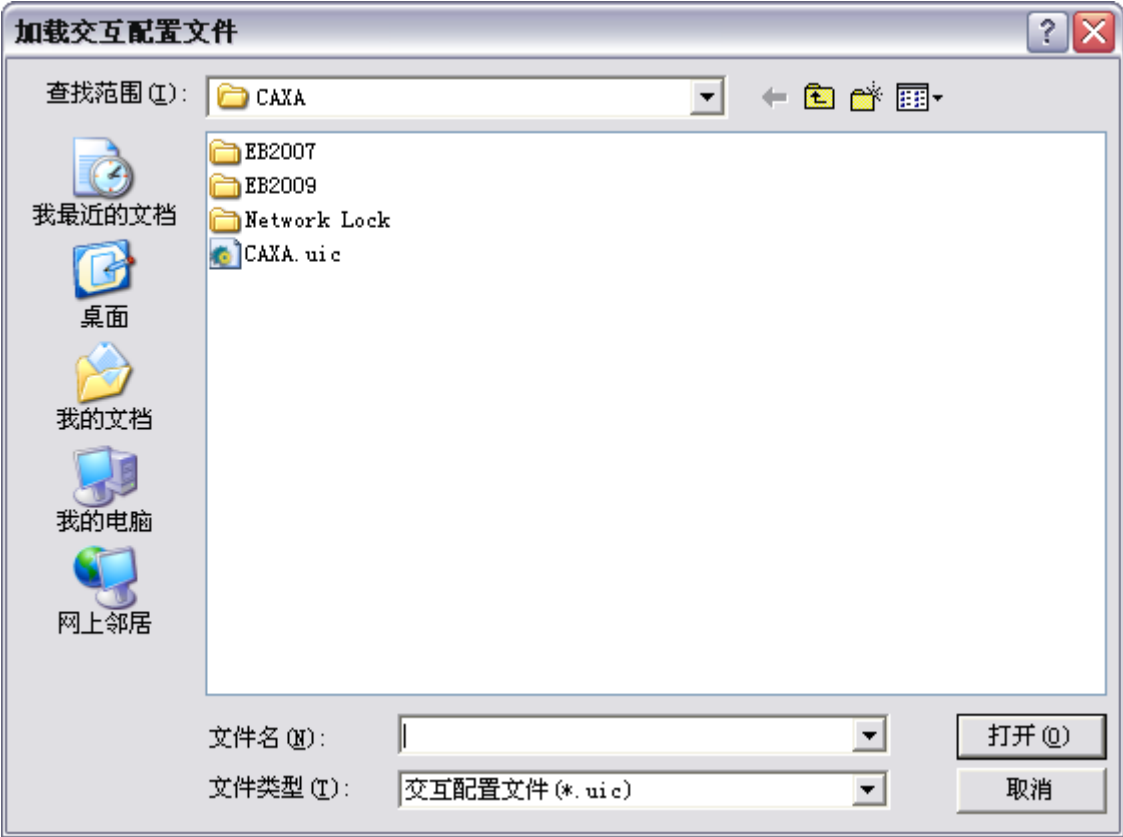 加载交互配置文件
查找范围(I):
CAXA
EB2007
EB2009
Network Lock
CAXA.uic
我最近的文档
桌面
我的文档
我的电脑
网上邻居
文件名(N):
打开(O)
文件类型(T):
交互配置文件(*.uic)
取消